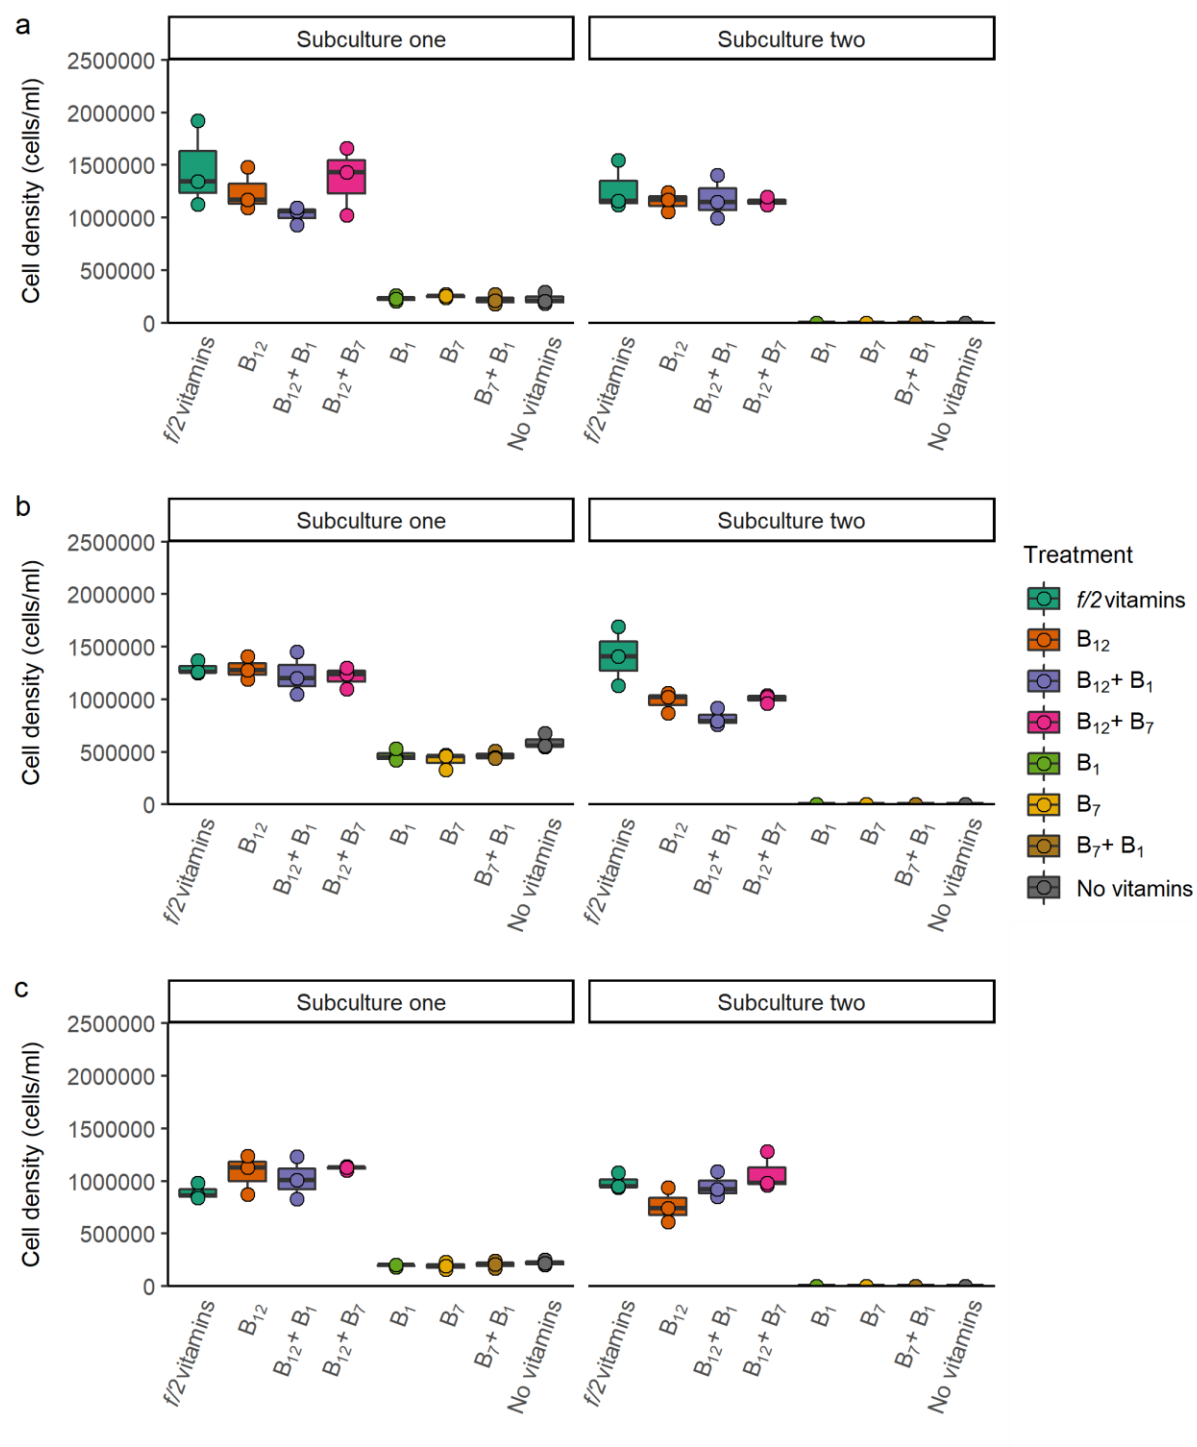 a
Subculture one
Subculture two
Cell density (cells/ml)
2500000
2000000
1500000
1000000
500000
0
f/2 vitamins
B12
B12+ B1
B12+ B7
B1
B7
B7+ B1
No vitamins
f/2 vitamins
B12
B12+ B1
B12+ B7
B1
B7
B7+ B1
No vitamins
b
Subculture one
Subculture two
Cell density (cells/ml)
2500000
2000000
1500000
1000000
500000
0
f/2 vitamins
B12
B12+ B1
B12+ B7
B1
B7
B7+ B1
No vitamins
f/2 vitamins
B12
B12+ B1
B12+ B7
B1
B7
B7+ B1
No vitamins
Treatment
f/2 vitamins
B12
B12+ B1
B12+ B7
B1
B7
B7+ B1
No vitamins
c
Subculture one
Subculture two
Cell density (cells/ml)
2500000
2000000
1500000
1000000
500000
0
f/2 vitamins
B12
B12+ B1
B12+ B7
B1
B7
B7+ B1
No vitamins
f/2 vitamins
B12
B12+ B1
B12+ B7
B1
B7
B7+ B1
No vitamins